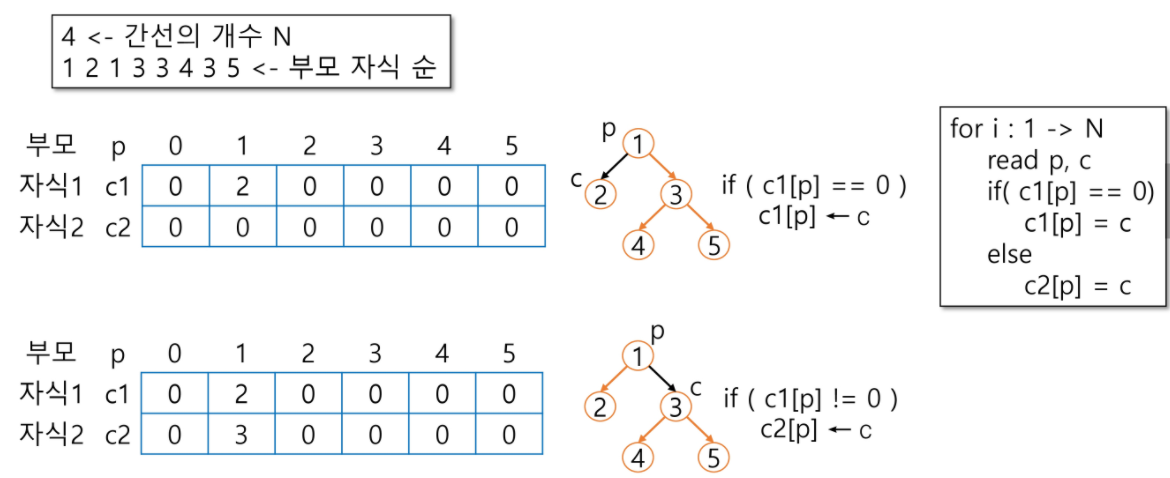 4 <- 간선의 개수 N
1 2 1 3 3 4 3 5 <- 부모 자식 순
부모 p 0 1 2 3 4 5
자식1 c1 0 2 0 0 0 0
자식2 c2 0 0 0 0 0 0
p
1
c
2
3
4
5
if ( c1[p] == 0 )
c1[p] ← c
for i : 1 -> N
read p, c
if( c1[p] == 0)
c1[p] = c
else
c2[p] = c
부모 p 0 1 2 3 4 5
자식1 c1 0 2 0 0 0 0
자식2 c2 0 3 0 0 0 0
p
1
2
3
c
4
5
if ( c1[p] != 0 )
c2[p] ← c